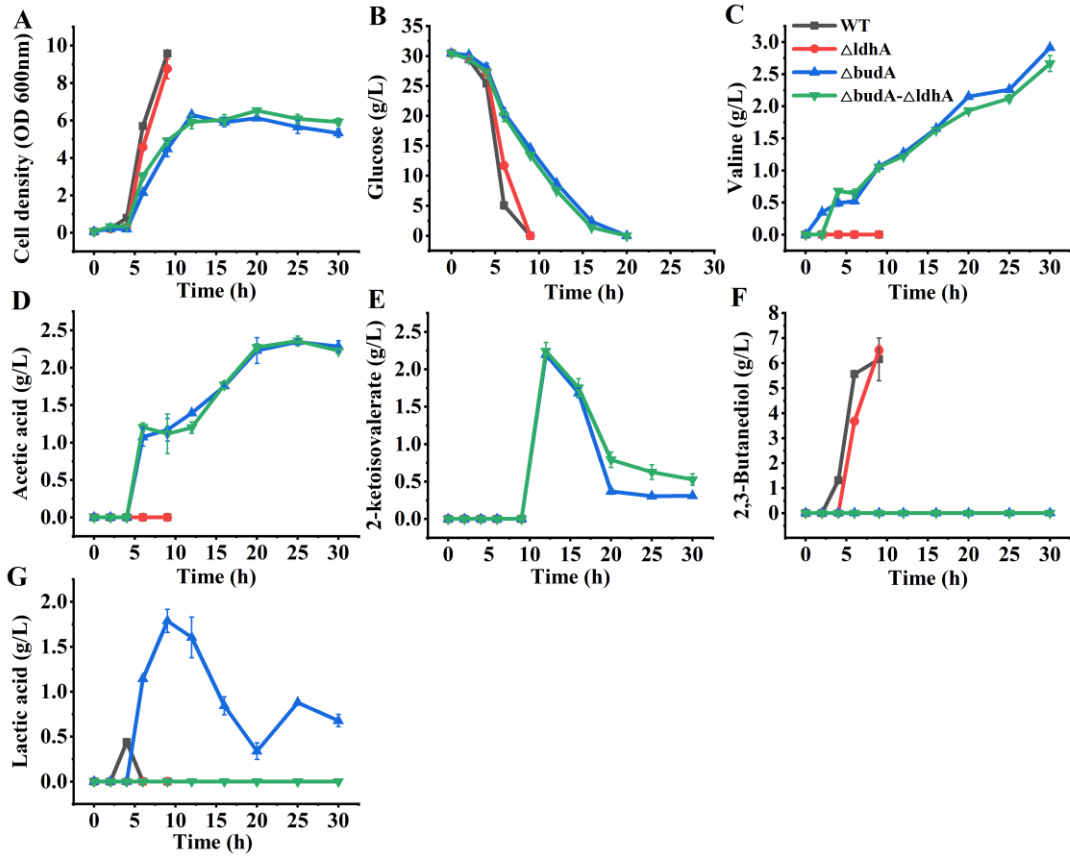 A
Cell density (OD 600nm)
10
8
6
4
2
0
0 5 10 15 20 25 30
Time (h)
B
Glucose (g/L)
35
30
25
20
15
10
5
0
0 5 10 15 20 25 30
Time (h)
C
Valine (g/L)
3.0
2.5
2.0
1.5
1.0
0.5
0.0
0 5 10 15 20 25 30
Time (h)
WT
△ldhA
△budA
△budA-△ldhA
D
Acetic acid (g/L)
2.5
2.0
1.5
1.0
0.5
0.0
0 5 10 15 20 25 30
Time (h)
E
2-ketoisovalerate (g/L)
2.5
2.0
1.5
1.0
0.5
0.0
0 5 10 15 20 25 30
Time (h)
F
2,3-Butanediol (g/L)
8
7
6
5
4
3
2
1
0
0 5 10 15 20 25 30
Time (h)
G
Lactic acid (g/L)
2.0
1.5
1.0
0.5
0.0
0 5 10 15 20 25 30
Time (h)